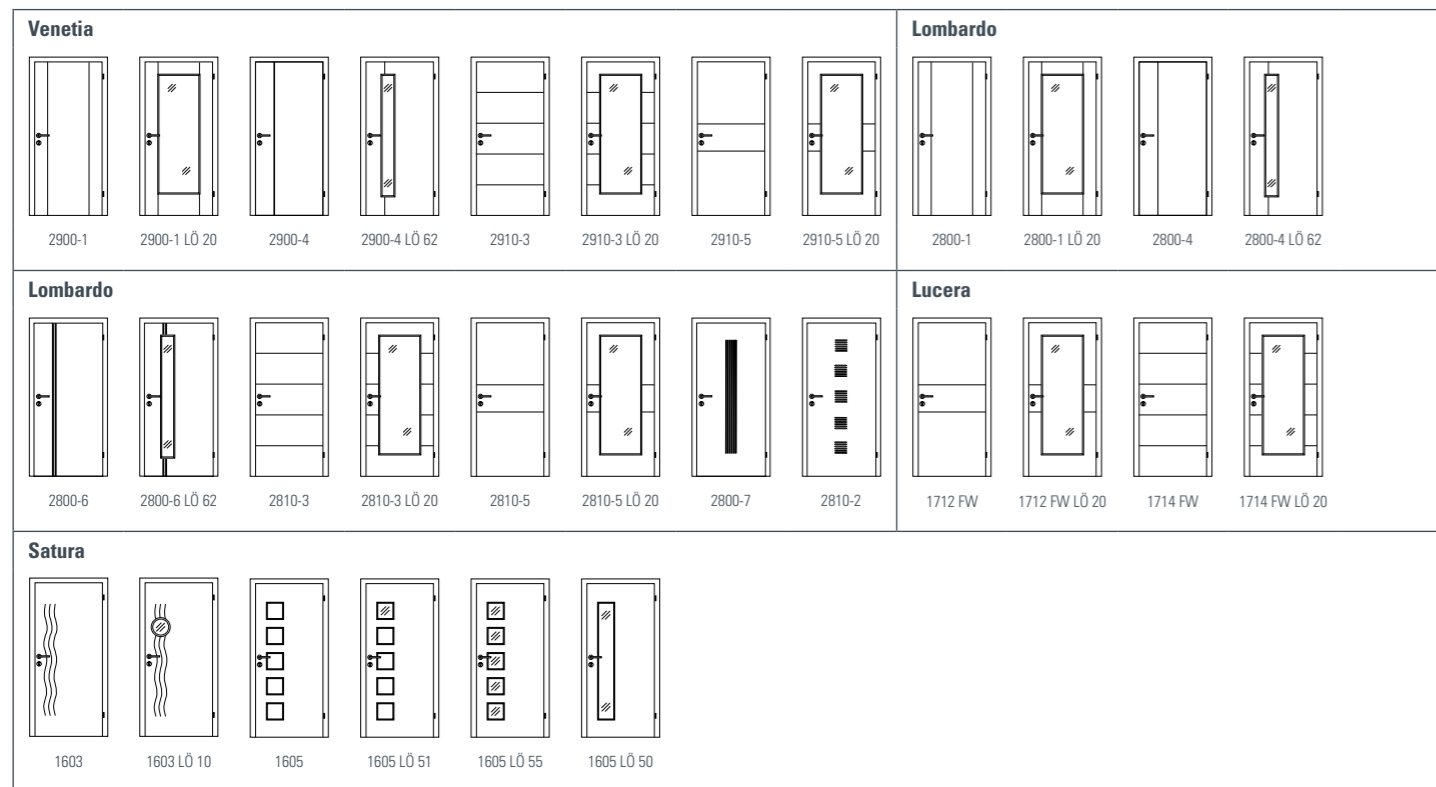 Venetia
2900-1 2900-1 LÖ 20 2900-4 2900-4 LÖ 62 2910-3 2910-3 LÖ 20 2910-5 2910-5 LÖ 20
Lombardo
2800-1 2800-1 LÖ 20 2800-4 2800-4 LÖ 62
Lombardo
2800-6 2800-6 LÖ 62 2810-3 2810-3 LÖ 20 2810-5 2810-5 LÖ 20 2800-7 2810-2
Lucera
1712 FW 1712 FW LÖ 20 1714 FW 1714 FW LÖ 20
Satura
1603 1603 LÖ 10 1605 1605 LÖ 51 1605 LÖ 55 1605 LÖ 50